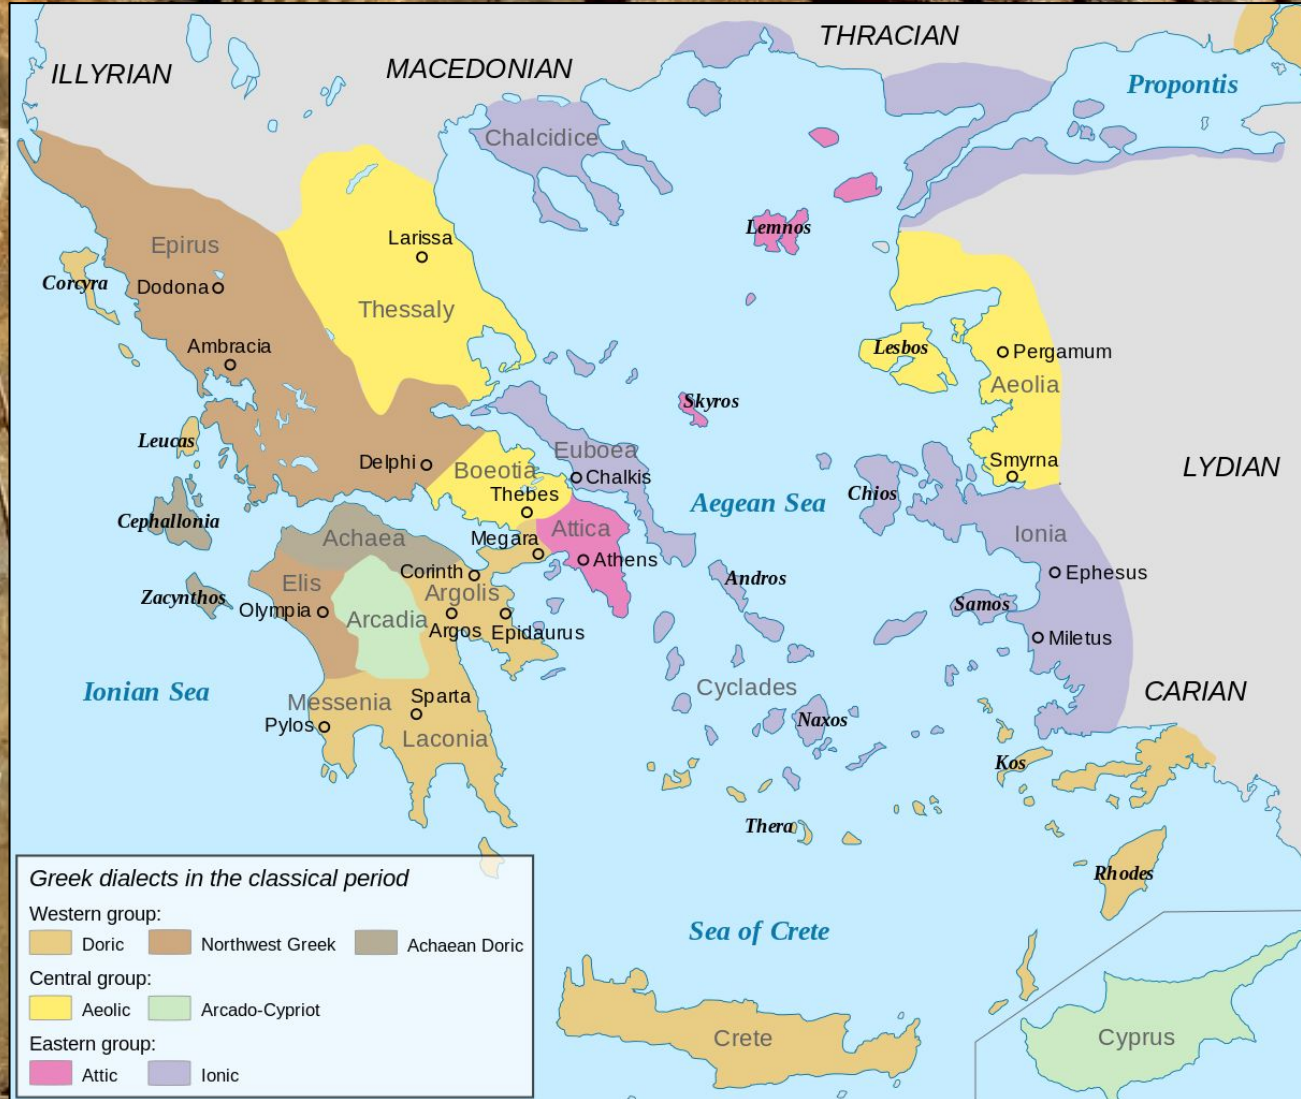 THRACIAN
ILLYRIAN
MACEDONIAN
Propontis
Chalcidice
Lemnos
Larissa
Epirus
Corcyra
Dodona
Thessaly
Ambracia
Lesbos
Pergamum
Aeolia
Skyros
Leucas
Delphi
Boeotia
Euboea
Chalkis
Smyrna
LYDIAN
Thebes
Chios
Aegean Sea
Cephallonia
Achaea
Megara
Attica
Athens
Ionia
Corinth
Ephesus
Andros
Elis
Argolis
Zacynthos
Olympia
Arcadia
Argos
Epidaurus
Samos
Miletus
Ionian Sea
Messenia
Sparta
Cyclades
CARIAN
Pylos
Laconia
Naxos
Kos
Thera
Rhodes
Sea of Crete
Crete
Cyprus
Greek dialects in the classical period
Western group:
Doric Northwest Greek Achaean Doric
Central group:
Aeolic Arcado-Cypriot
Eastern group:
Attic Ionic